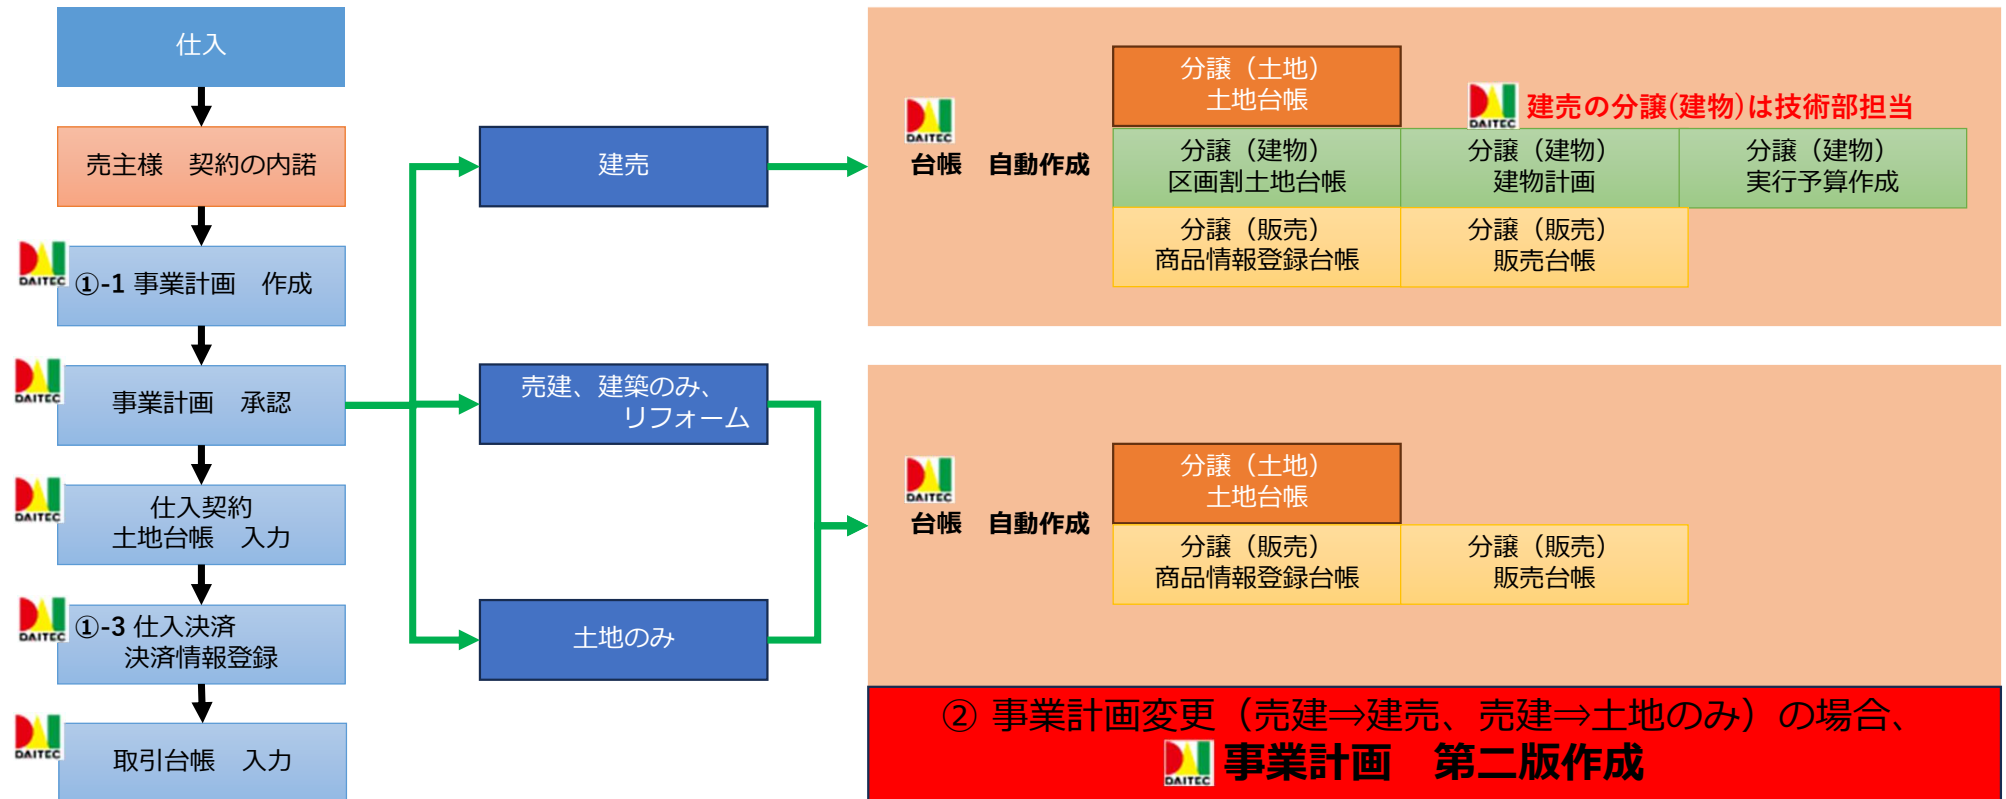 仕入
売主様　契約の内諾
DAITEC
①-1 事業計画　作成
DAITEC
事業計画　承認
DAITEC
仕入契約
土地台帳　入力
DAITEC
①-3 仕入決済
決済情報登録
DAITEC
取引台帳　入力
建売
売建、建築のみ、
リフォーム
土地のみ
DAITEC
台帳　自動作成
分譲（土地）
土地台帳
DAITEC
建売の分譲(建物)は技術部担当
分譲（建物）
区画割土地台帳
分譲（建物）
建物計画
分譲（建物）
実行予算作成
分譲（販売）
商品情報登録台帳
分譲（販売）
販売台帳
DAITEC
台帳　自動作成
分譲（土地）
土地台帳
分譲（販売）
商品情報登録台帳
分譲（販売）
販売台帳
② 事業計画変更（売建⇒建売、売建⇒土地のみ）の場合、
DAITEC
事業計画　第二版作成